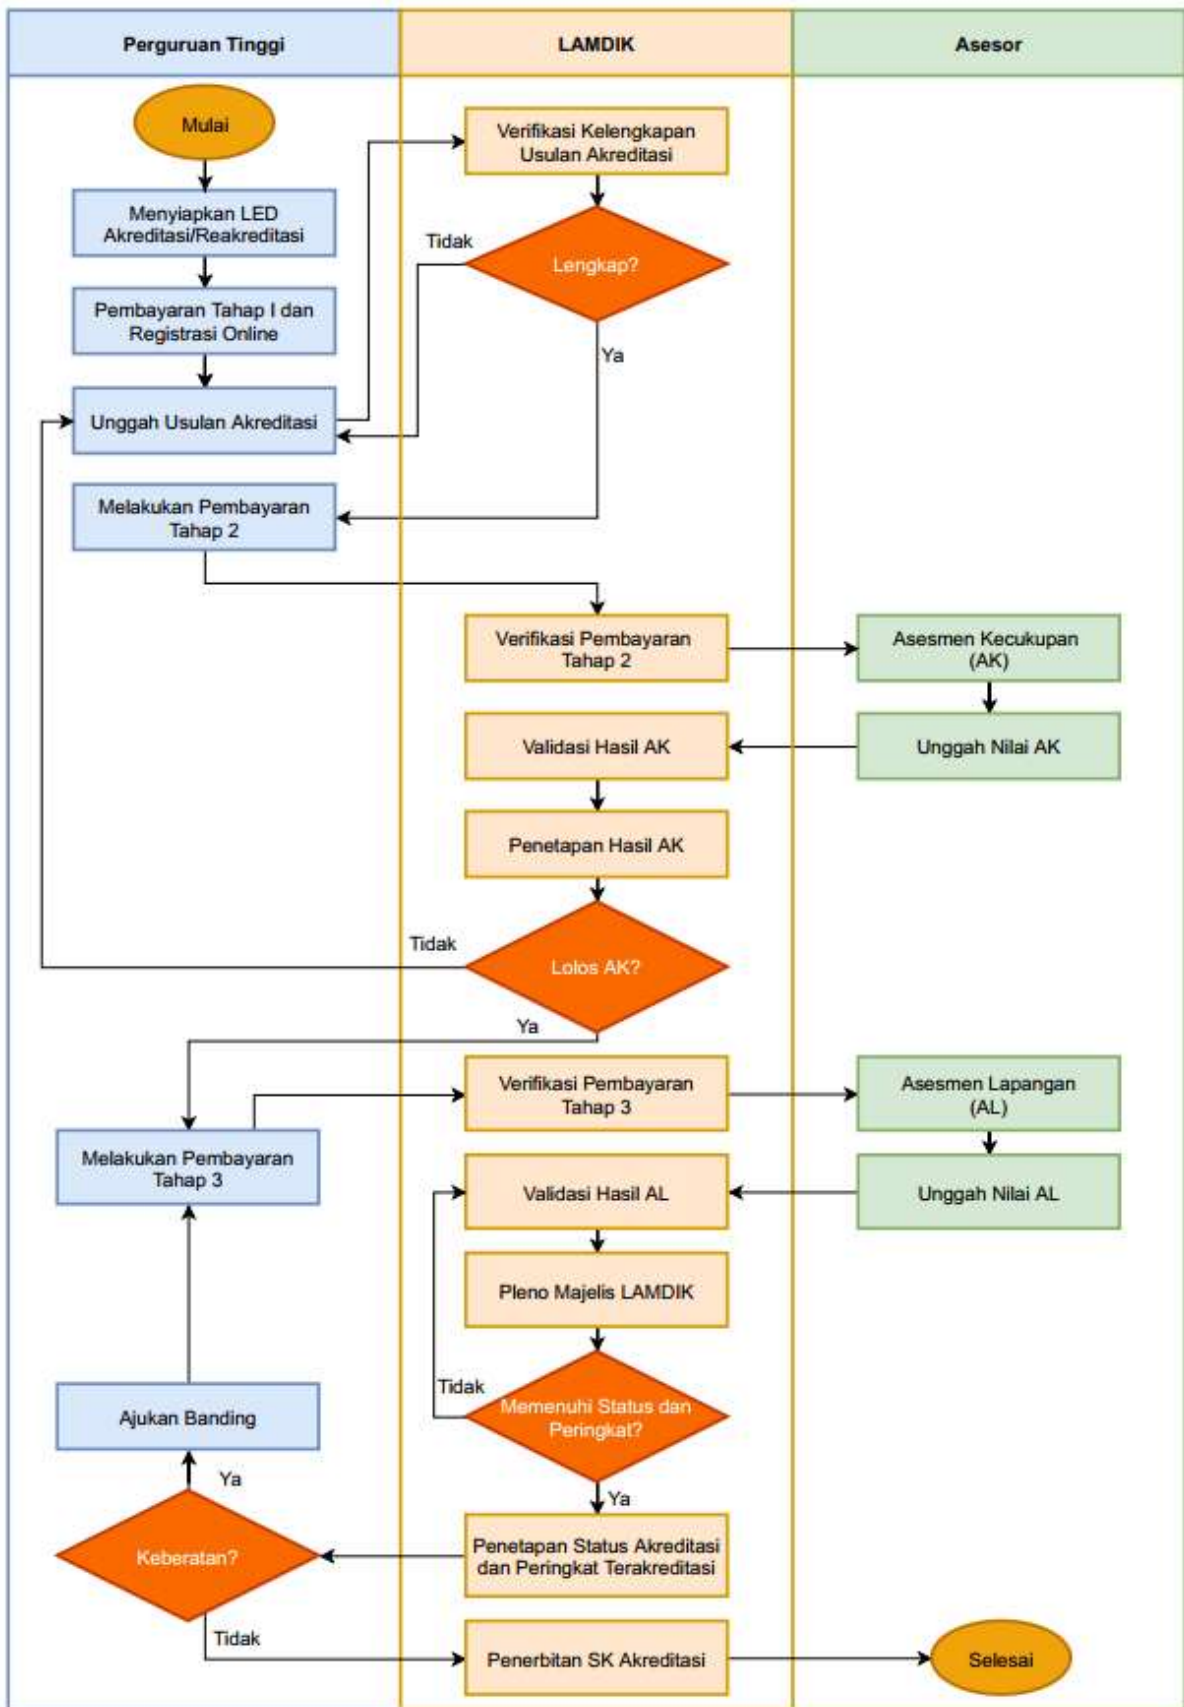 Perguruan Tinggi
LAMDIK
Asesor
Mulai
Verifikasi Kelengkapan
Usulan Akreditasi
Menyiapkan LED
Akreditasi/Reakreditasi
Tidak
Lengkap?
Pembayaran Tahap I dan
Registrasi Online
Ya
Unggah Usulan Akreditasi
Melakukan Pembayaran
Tahap 2
Verifikasi Pembayaran
Tahap 2
Asesmen Kecukupan
(AK)
Validasi Hasil AK
Unggah Nilai AK
Penetapan Hasil AK
Tidak
Lolos AK?
Ya
Verifikasi Pembayaran
Tahap 3
Asesmen Lapangan
(AL)
Melakukan Pembayaran
Tahap 3
Validasi Hasil AL
Unggah Nilai AL
Pleno Majelis LAMDIK
Tidak
Memenuhi Status dan
Peringkat?
Ajukan Banding
Ya
Ya
Penetapan Status Akreditasi
dan Peringkat Terakreditasi
Keberatan?
Tidak
Penerbitan SK Akreditasi
Selesai